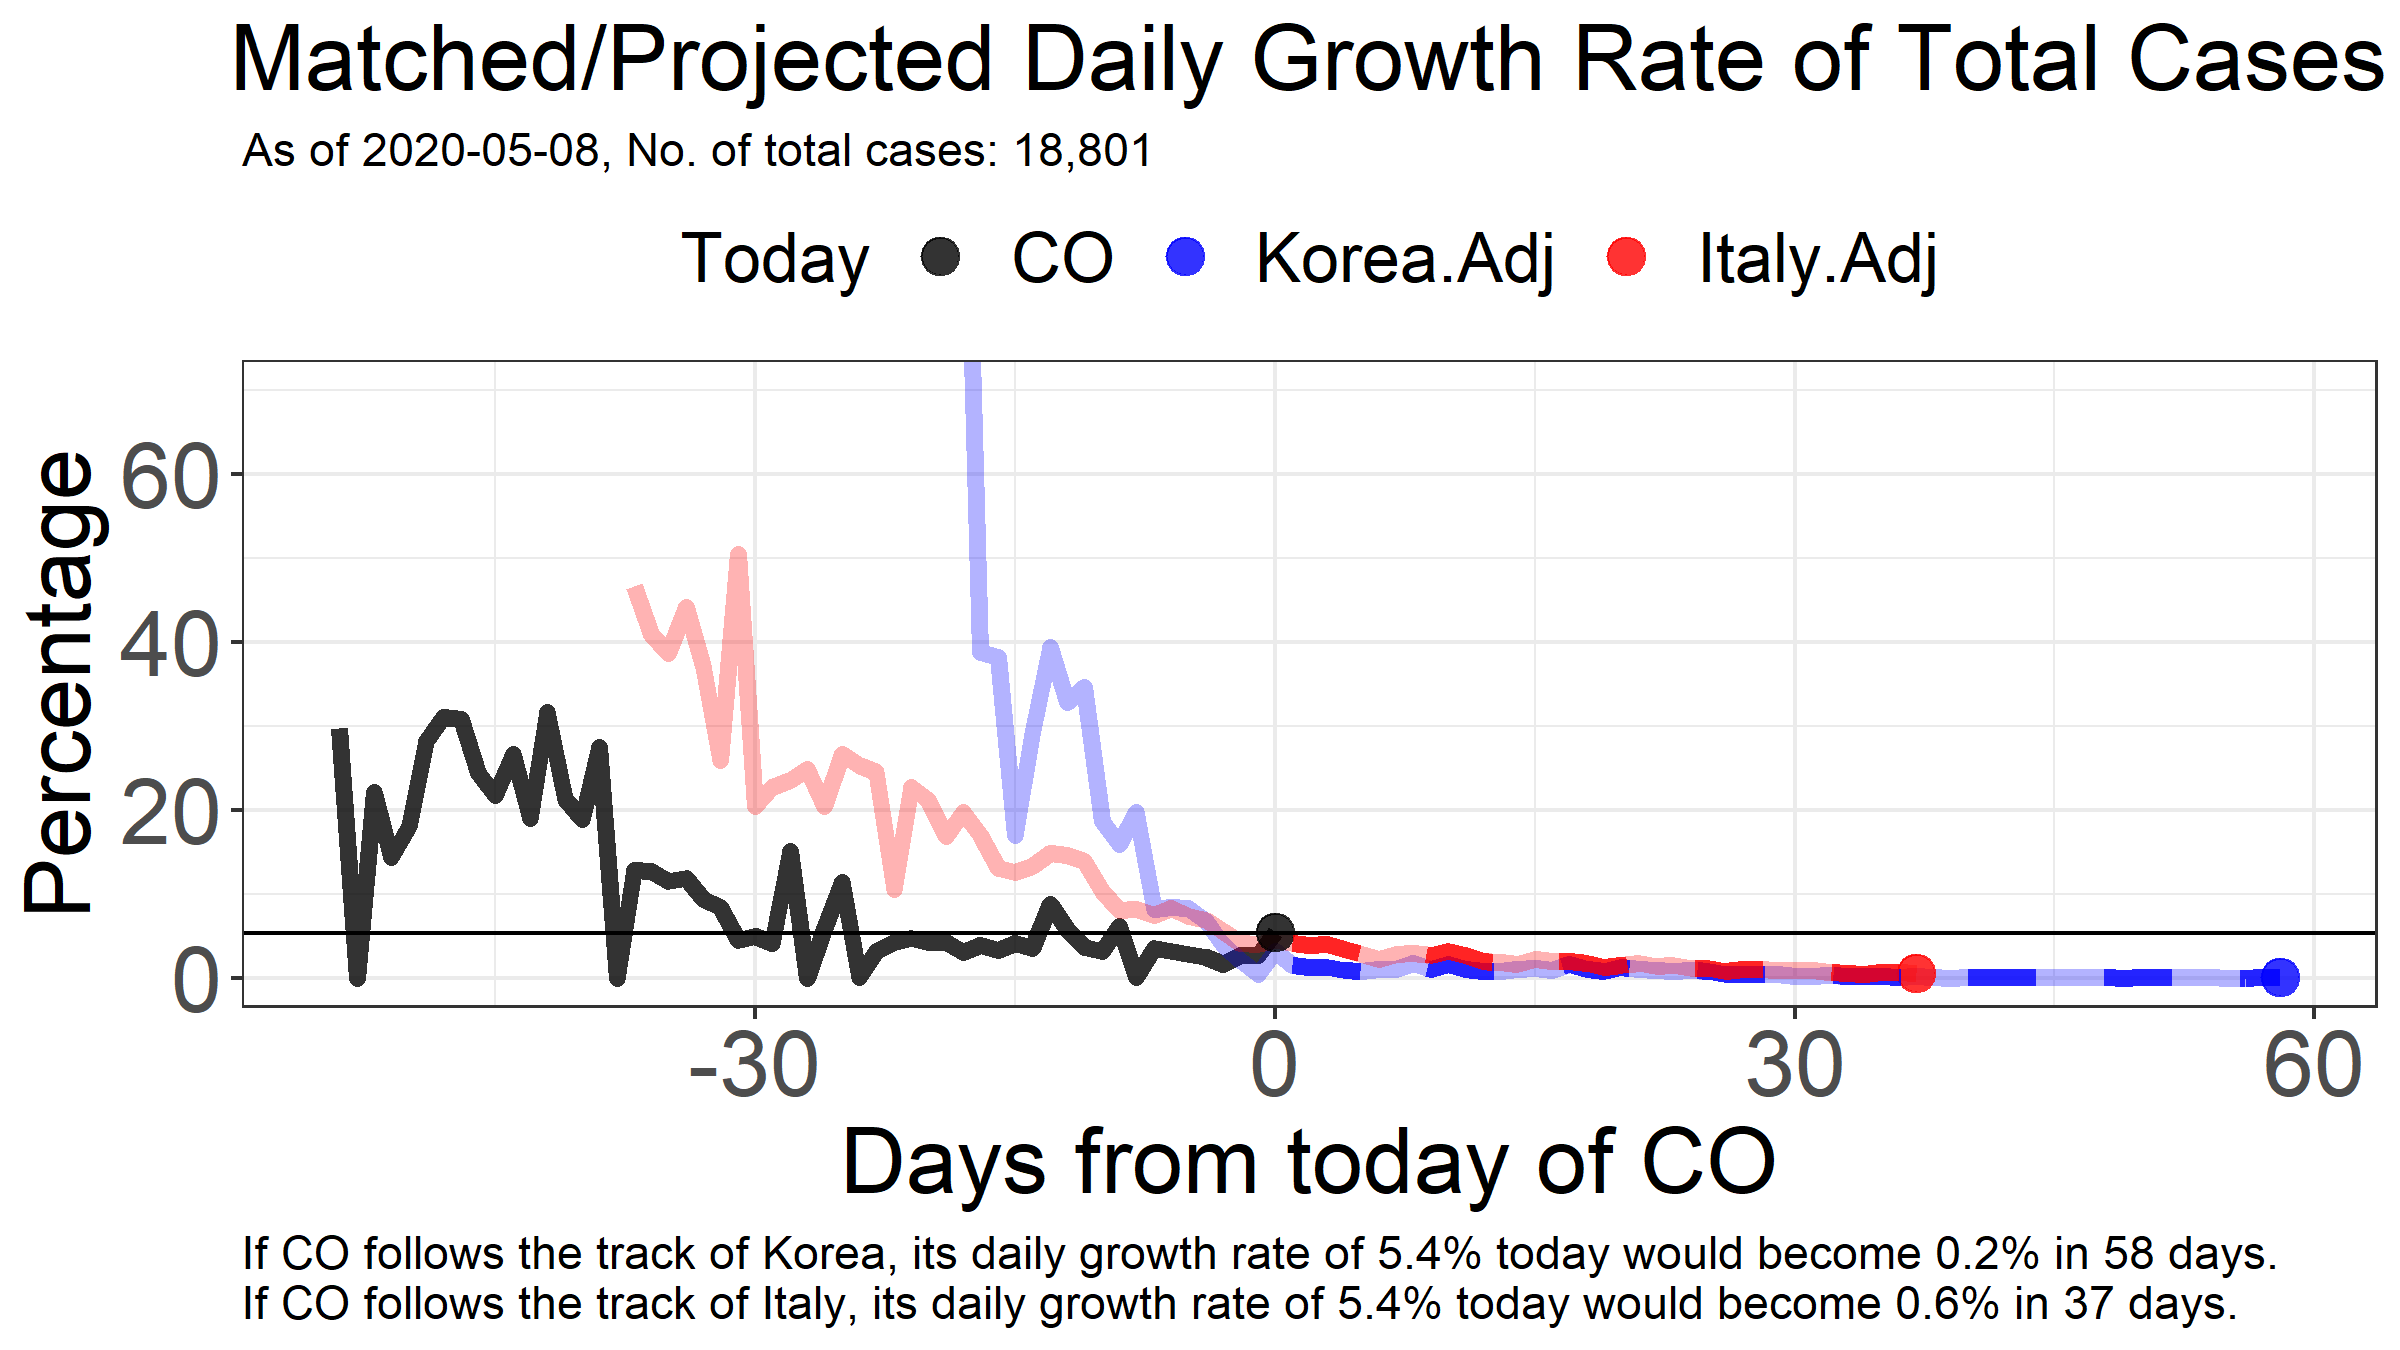 Matched/Projected Daily Growth Rate of Total Cases
As of 2020-05-08, No. of total cases: 18,801
Today CO Korea.Adj Italy.Adj
Percentage
60
40
20
0
-30 0 30 60
Days from today of CO
If CO follows the track of Korea, its daily growth rate of 5.4% today would become 0.2% in 58 days.
If CO follows the track of Italy, its daily growth rate of 5.4% today would become 0.6% in 37 days.